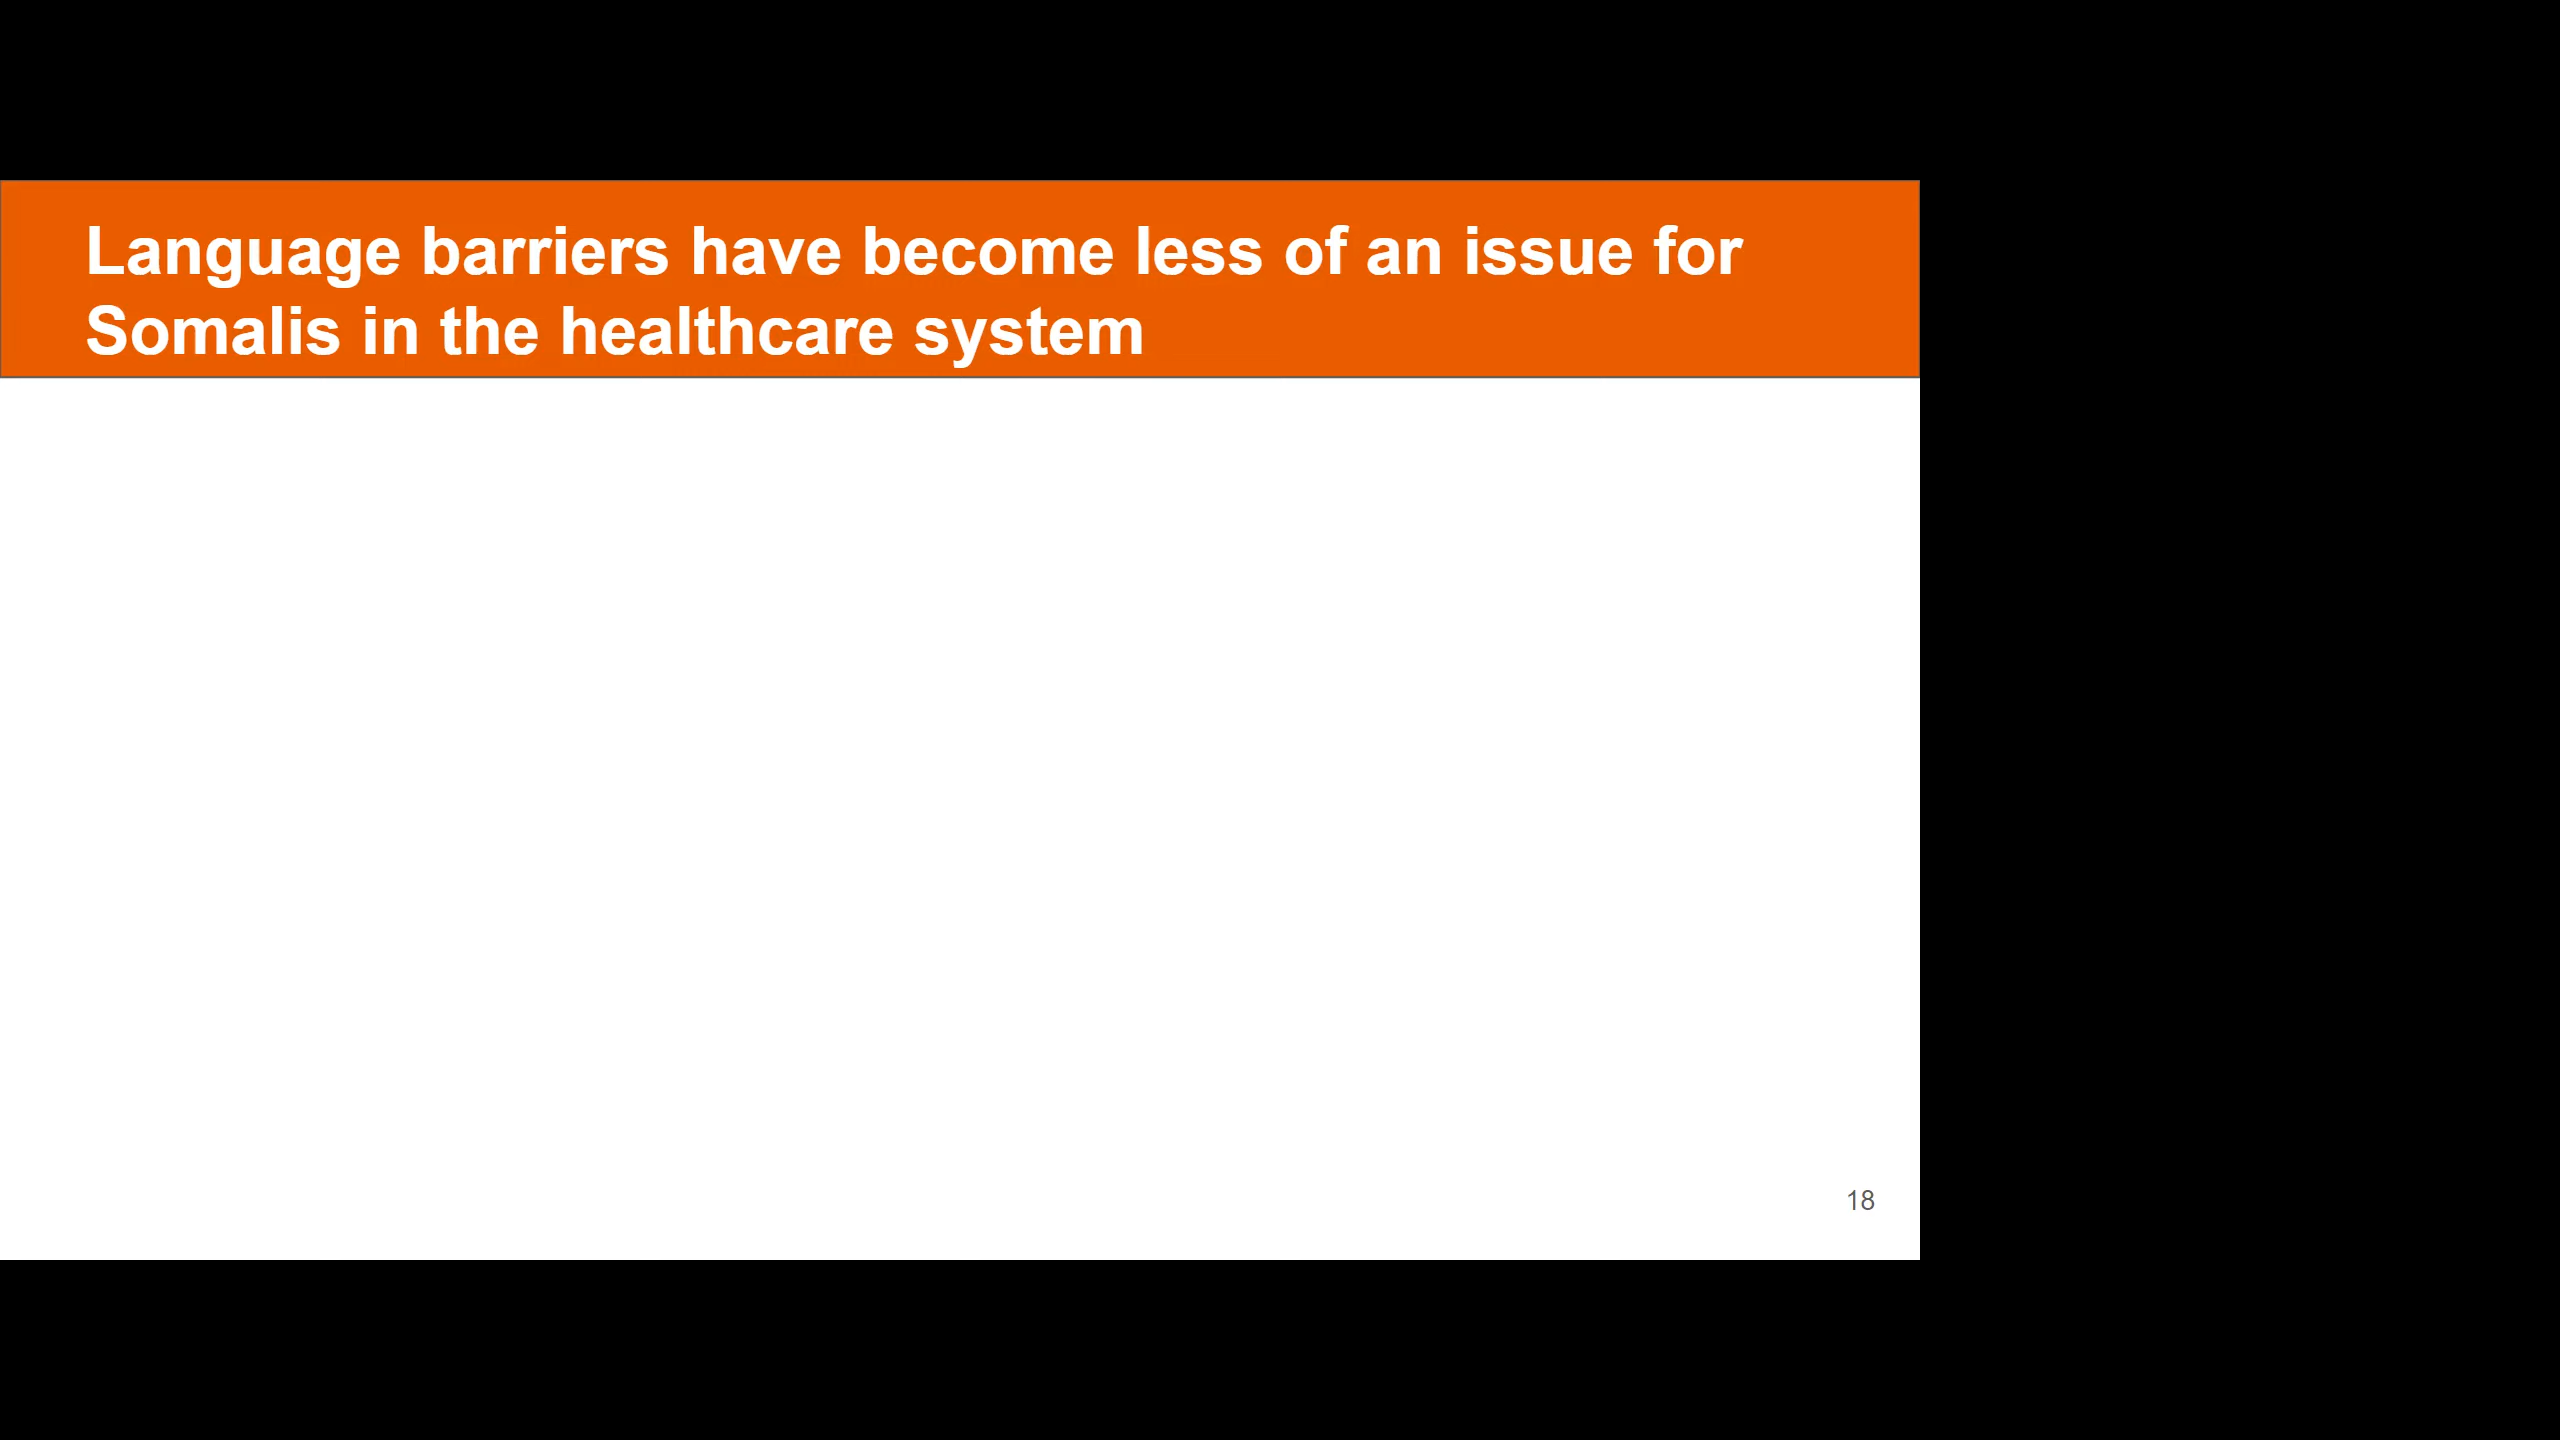 Language barriers have become less of an issue for
Somalis in the healthcare system
18